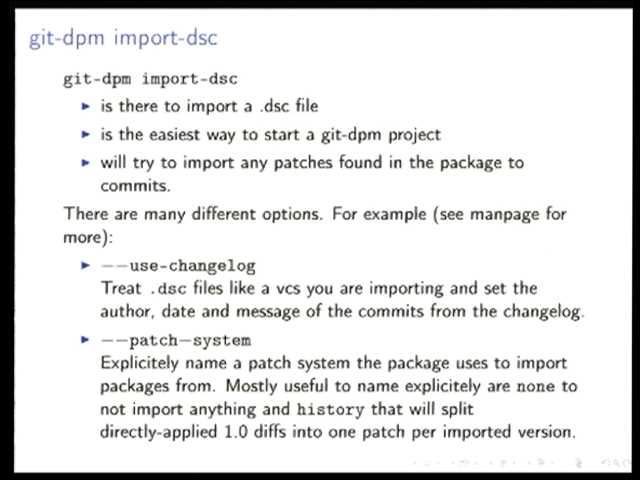 git-dpm import-dsc
git-dpm import-dsc
▶ is there to import a .dsc file
▶ is the easiest way to start a git-dpm project
▶ will try to import any patches found in the package to
commits.
There are many different options. For example (see manpage for
more):
▶ --use-changelog
Treat .dsc files like a vcs you are importing and set the
author, date and message of the commits from the changelog.
▶ --patch-system
Explicitely name a patch system the package uses to import
packages from. Mostly useful to name explicitely are none to
not import anything and history that will split
directly-applied 1.0 diffs into one patch per imported version.